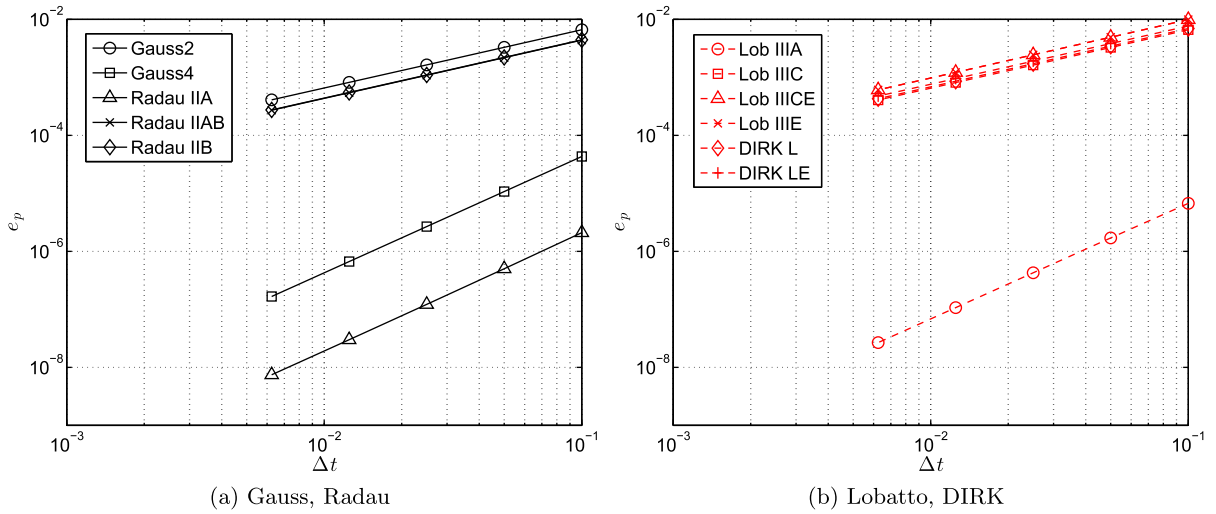 10⁻²
10⁻⁴
10⁻⁶
10⁻⁸
e_p
Gauss2
Gauss4
Radau IIA
Radau IIAB
Radau IIB
10⁻³
10⁻²
10⁻¹
Δt
(a) Gauss, Radau
10⁻²
10⁻⁴
10⁻⁶
10⁻⁸
e_p
Lob IIIA
Lob IIIC
Lob IIICE
Lob IIIE
DIRK L
DIRK LE
10⁻³
10⁻²
10⁻¹
Δt
(b) Lobatto, DIRK